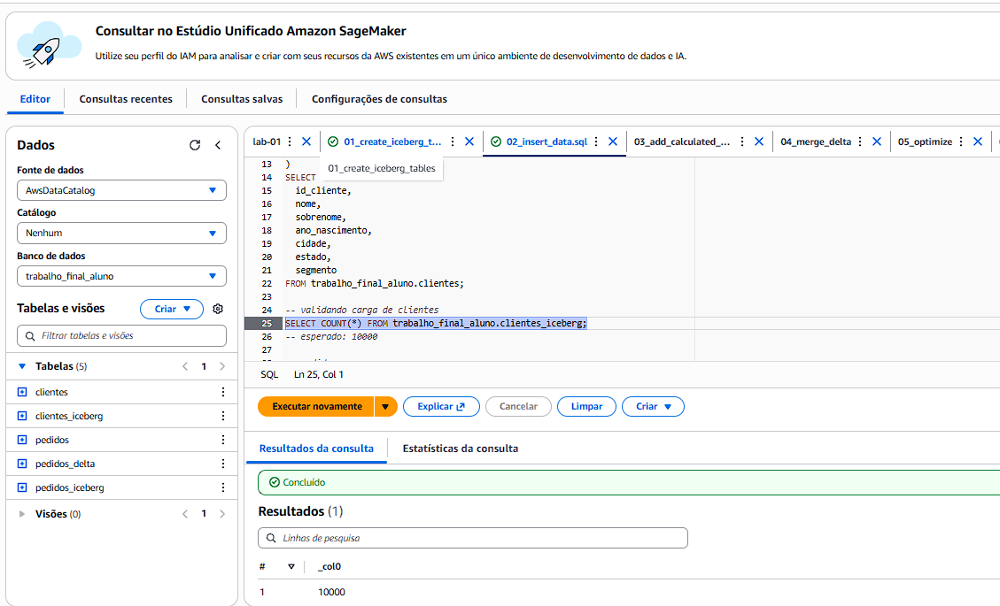 Consultar no Estúdio Unificado Amazon SageMaker
Utilize seu perfil do IAM para analisar e criar com seus recursos da AWS existentes em um único ambiente de desenvolvimento de dados e IA.
Editor
Consultas recentes
Consultas salvas
Configurações de consultas
Dados
Fonte de dados
AwsDataCatalog
Catálogo
Nenhum
Banco de dados
trabalho_final_aluno
Tabelas e visões
Criar
Filtrar tabelas e visões
Tabelas (5)
1
clientes
clientes_iceberg
pedidos
pedidos_delta
pedidos_iceberg
Visões (0)
1
lab-01
01_create_iceberg_t...
02_insert_data.sql
03_add_calculated_...
04_merge_delta
05_optimize
01_create_iceberg_tables
13 )
14 SELECT
15 id_cliente,
16 nome,
17 sobrenome,
18 ano_nascimento,
19 cidade,
20 estado,
21 segmento
22 FROM trabalho_final_aluno.clientes;
23
24 -- validando carga de clientes
25 SELECT COUNT(*) FROM trabalho_final_aluno.clientes_iceberg;
26 -- esperado: 10000
27
SQL Ln 25, Col 1
Executar novamente
Explicar
Cancelar
Limpar
Criar
Resultados da consulta
Estatísticas da consulta
Concluído
Resultados (1)
Linhas de pesquisa
# _col0
1 10000